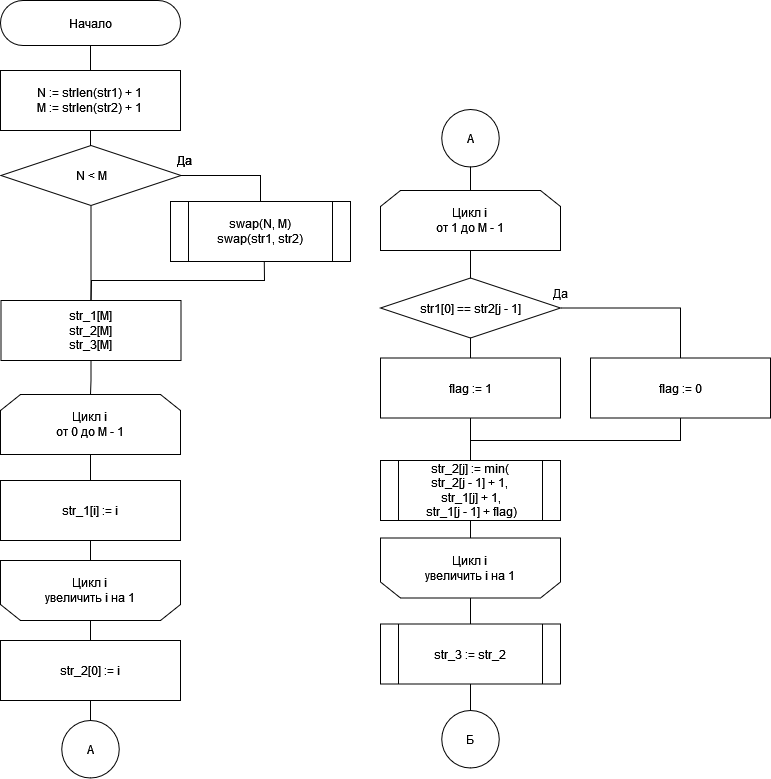 Начало
N := strlen(str1) + 1
M := strlen(str2) + 1
N < M
Да
swap(N, M)
swap(str1, str2)
str_1[M]
str_2[M]
str_3[M]
Цикл i
от 0 до M - 1
str_1[i] := i
Цикл i
увеличить i на 1
str_2[0] := i
А
А
Цикл i
от 1 до M - 1
str1[0] == str2[j - 1]
Да
flag := 1
flag := 0
str_2[j] := min(
str_2[j - 1] + 1,
str_1[j] + 1,
str_1[j - 1] + flag)
Цикл i
увеличить i на 1
str_3 := str_2
Б